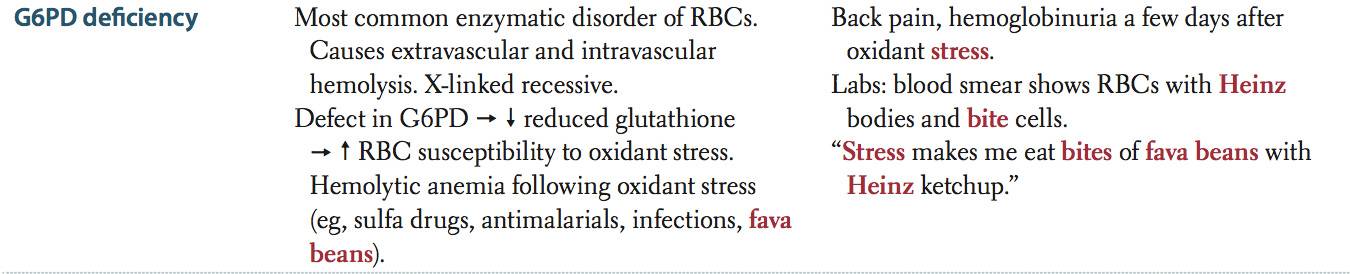 G6PD deficiency
Most common enzymatic disorder of RBCs.
Causes extravascular and intravascular
hemolysis. X-linked recessive.
Defect in G6PD → ↓ reduced glutathione
→ ↑ RBC susceptibility to oxidant stress.
Hemolytic anemia following oxidant stress
(eg, sulfa drugs, antimalarials, infections, fava
beans).
Back pain, hemoglobinuria a few days after
oxidant stress.
Labs: blood smear shows RBCs with Heinz
bodies and bite cells.
“Stress makes me eat bites of fava beans with
Heinz ketchup.”